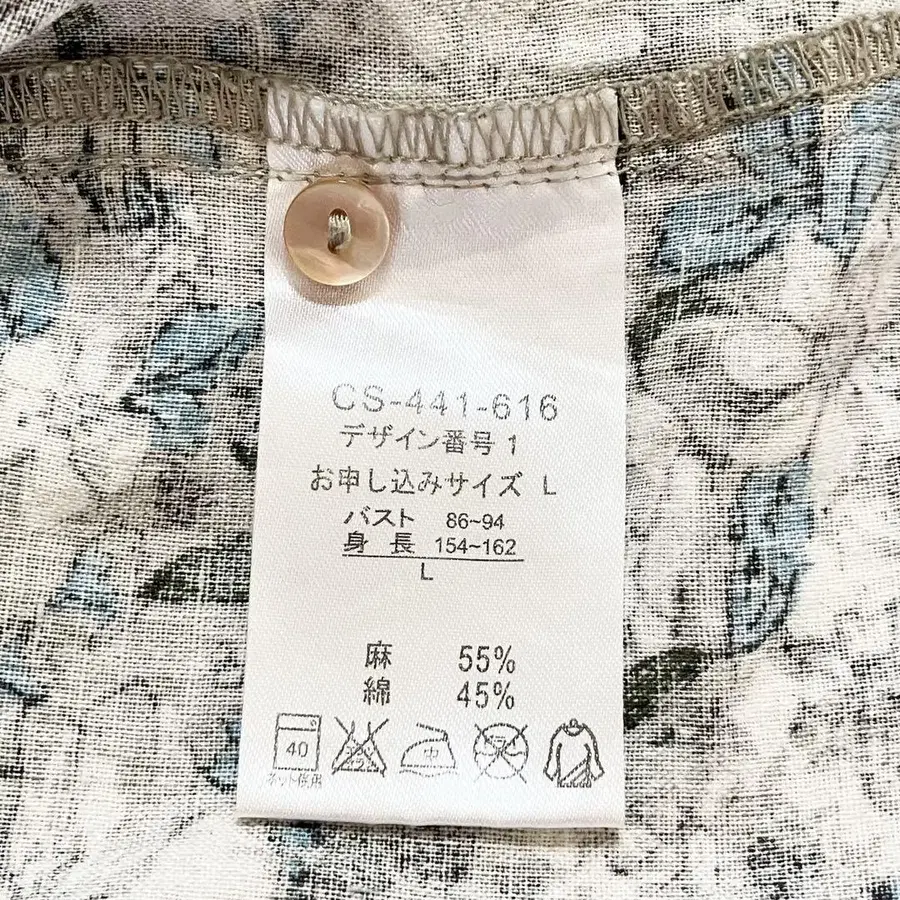 CS-441-616
デザイン番号 1
お申し込みサイズ L
バスト 86~94
身 長 154~162
L
麻 55%
綿 45%
40 中
ネット使用